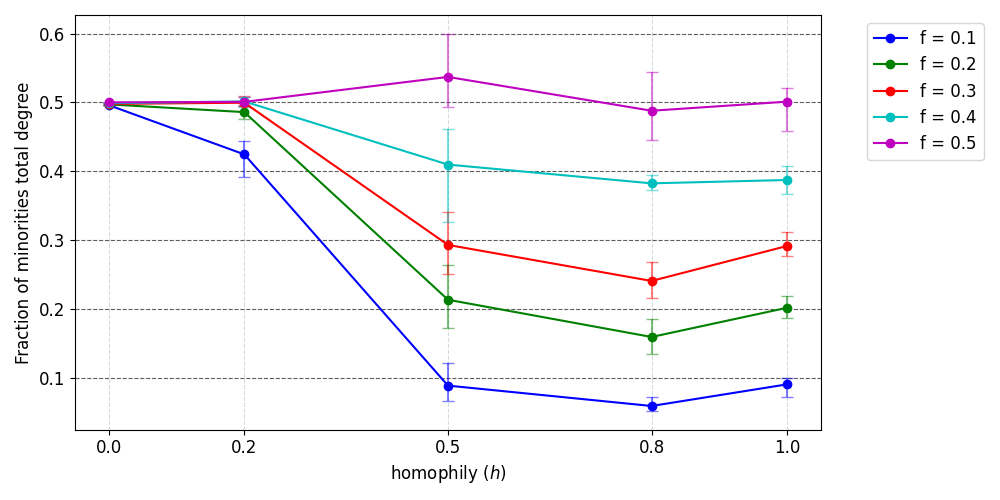 Fraction of minorities total degree
0.6
0.5
0.4
0.3
0.2
0.1
0.0 0.2 0.5 0.8 1.0
homophily (h)
f = 0.1
f = 0.2
f = 0.3
f = 0.4
f = 0.5